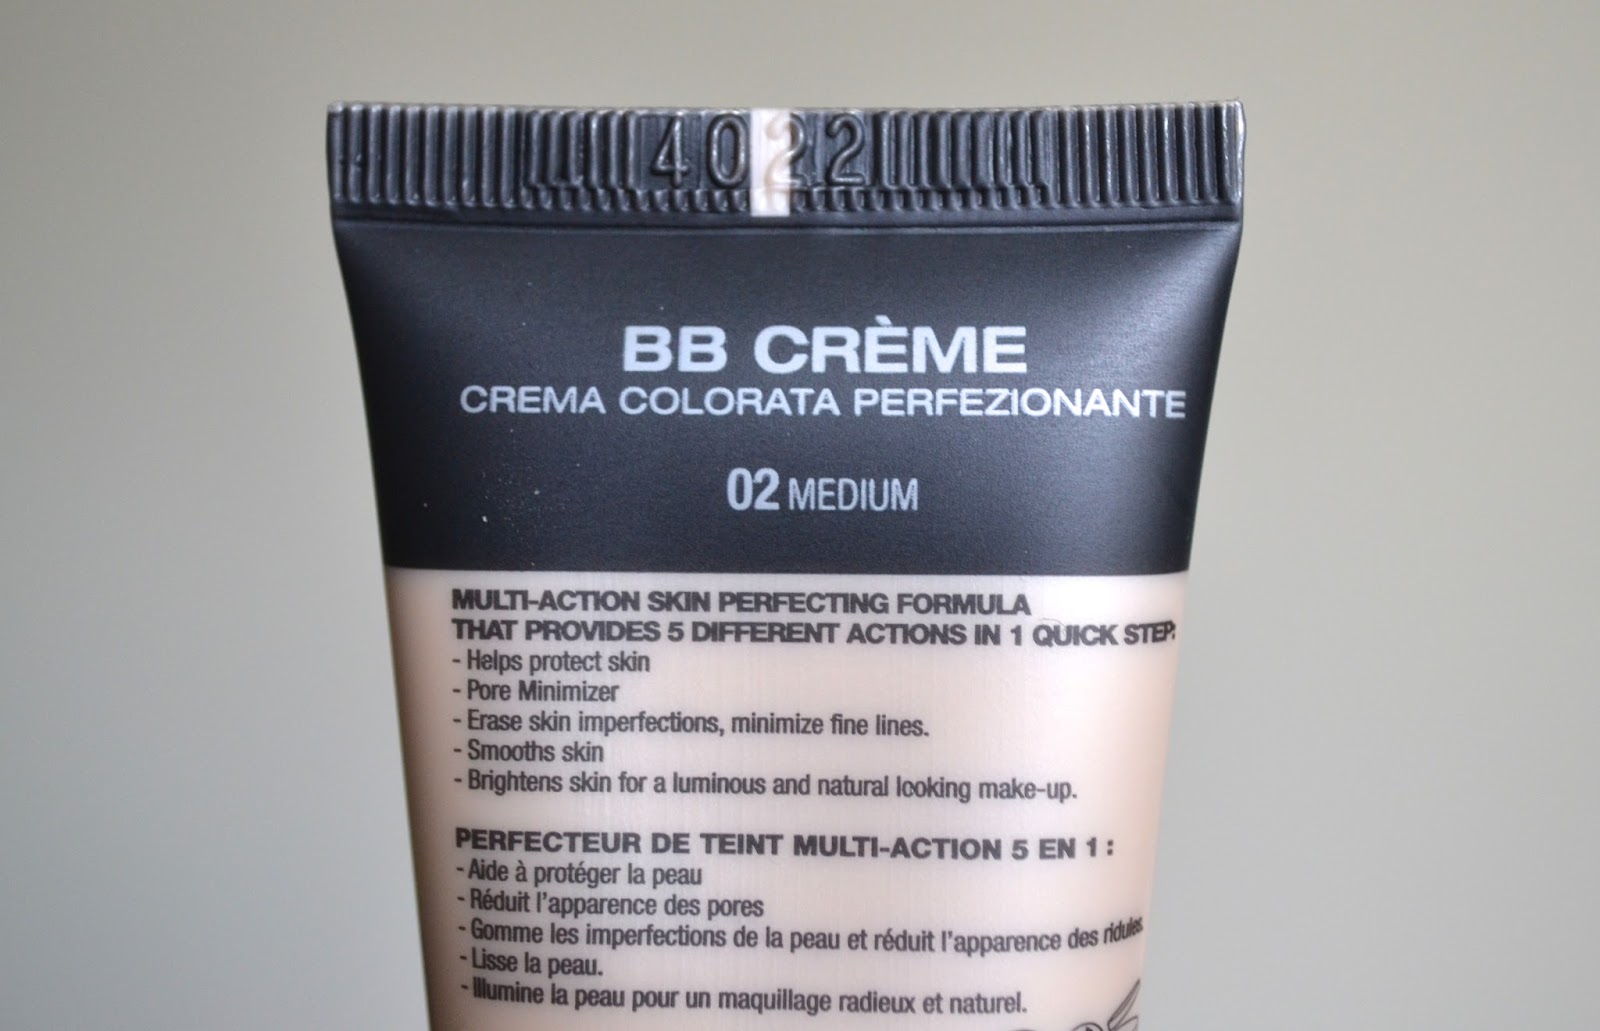 4022
BB CRÈME
CREMA COLORATA PERFEZIONANTE
02 MEDIUM
MULTI-ACTION SKIN PERFECTING FORMULA
THAT PROVIDES 5 DIFFERENT ACTIONS IN 1 QUICK STEP:
- Helps protect skin
- Pore Minimizer
- Erase skin imperfections, minimize fine lines.
- Smooths skin
- Brightens skin for a luminous and natural looking make-up.
PERFECTEUR DE TEINT MULTI-ACTION 5 EN 1 :
- Aide à protéger la peau
- Réduit l'apparence des pores
- Gomme les imperfections de la peau et réduit l'apparence des ridules.
- Lisse la peau.
- Illumine la peau pour un maquillage radieux et naturel.